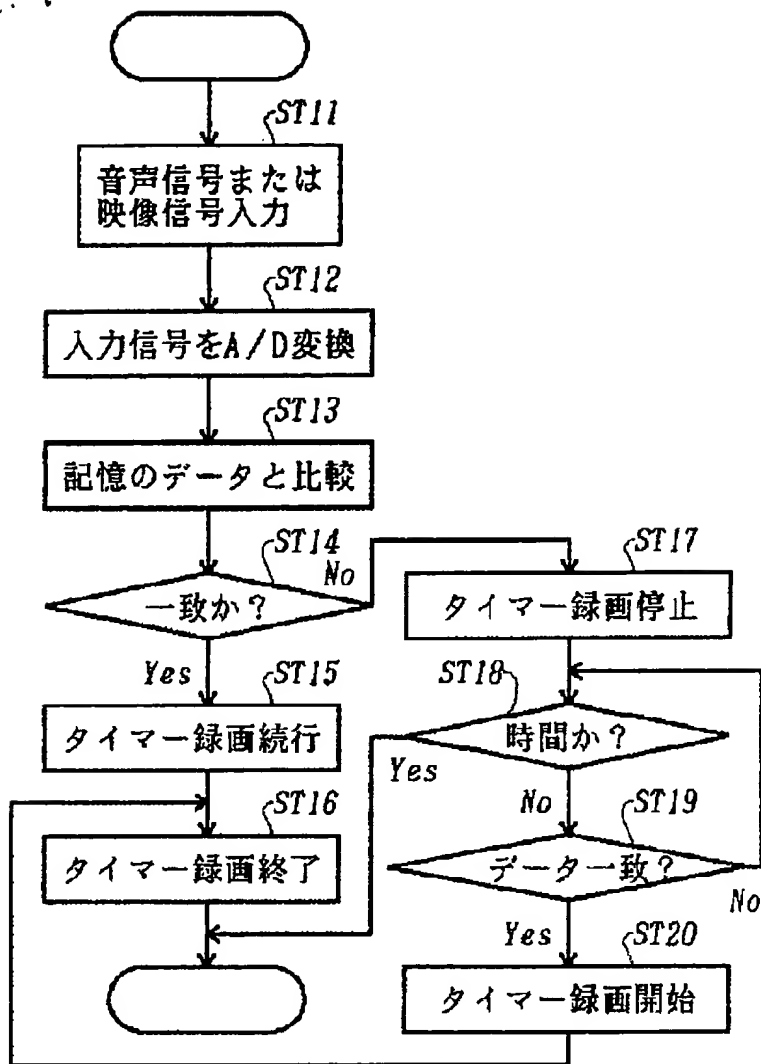 ST11
音声信号または
映像信号入力
ST12
入力信号をA/D変換
ST13
記憶のデータと比較
ST14
一致か？
No
Yes
ST15
タイマー録画続行
ST16
タイマー録画終了
ST17
タイマー録画停止
ST18
時間か？
Yes
No
ST19
データ一致？
No
Yes
ST20
タイマー録画開始